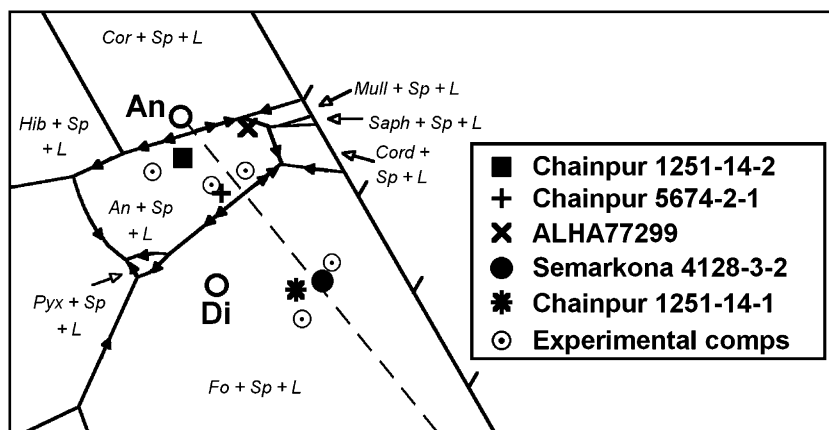 Cor + Sp + L
An
Hib + Sp
+ L
Mull + Sp + L
Saph + Sp + L
Cord +
Sp + L
An + Sp
+ L
Pyx + Sp
+ L
Di
Fo + Sp + L
Chainpur 1251-14-2
Chainpur 5674-2-1
ALHA77299
Semarkona 4128-3-2
Chainpur 1251-14-1
Experimental comps